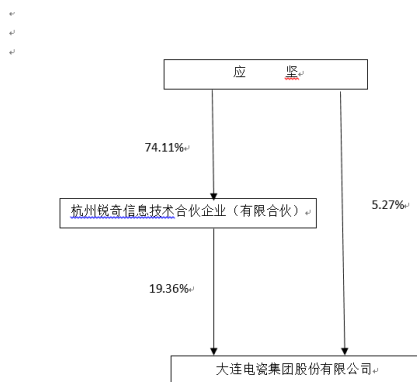 应 坚
74.11%
杭州锐奇信息技术合伙企业（有限合伙）
5.27%
19.36%
大连电瓷集团股份有限公司